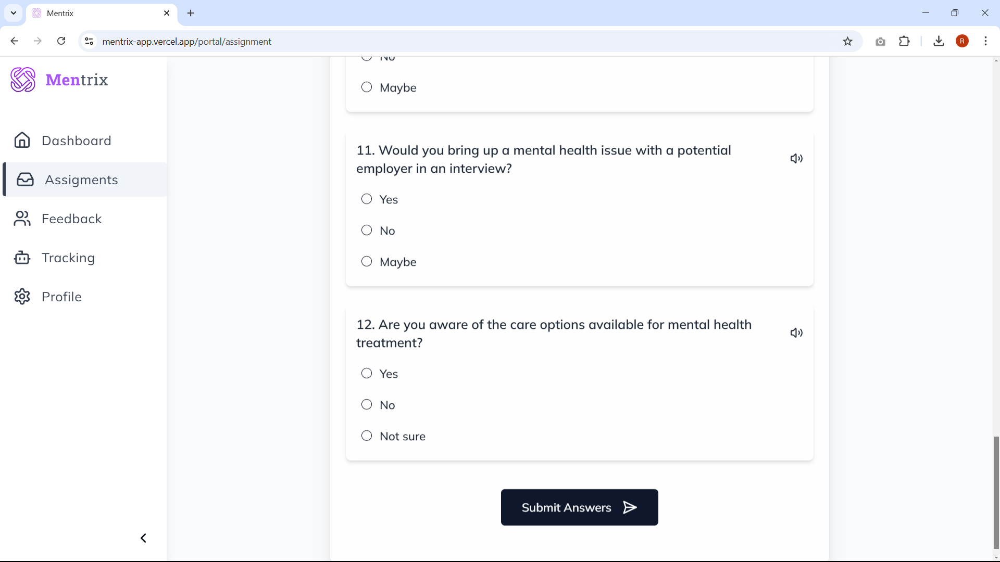 Mentrix
mentrix-app.vercel.app/portal/assignment
R
Mentrix
Dashboard
Assigments
Feedback
Tracking
Profile
No
Maybe
11. Would you bring up a mental health issue with a potential
employer in an interview?
Yes
No
Maybe
12. Are you aware of the care options available for mental health
treatment?
Yes
No
Not sure
Submit Answers